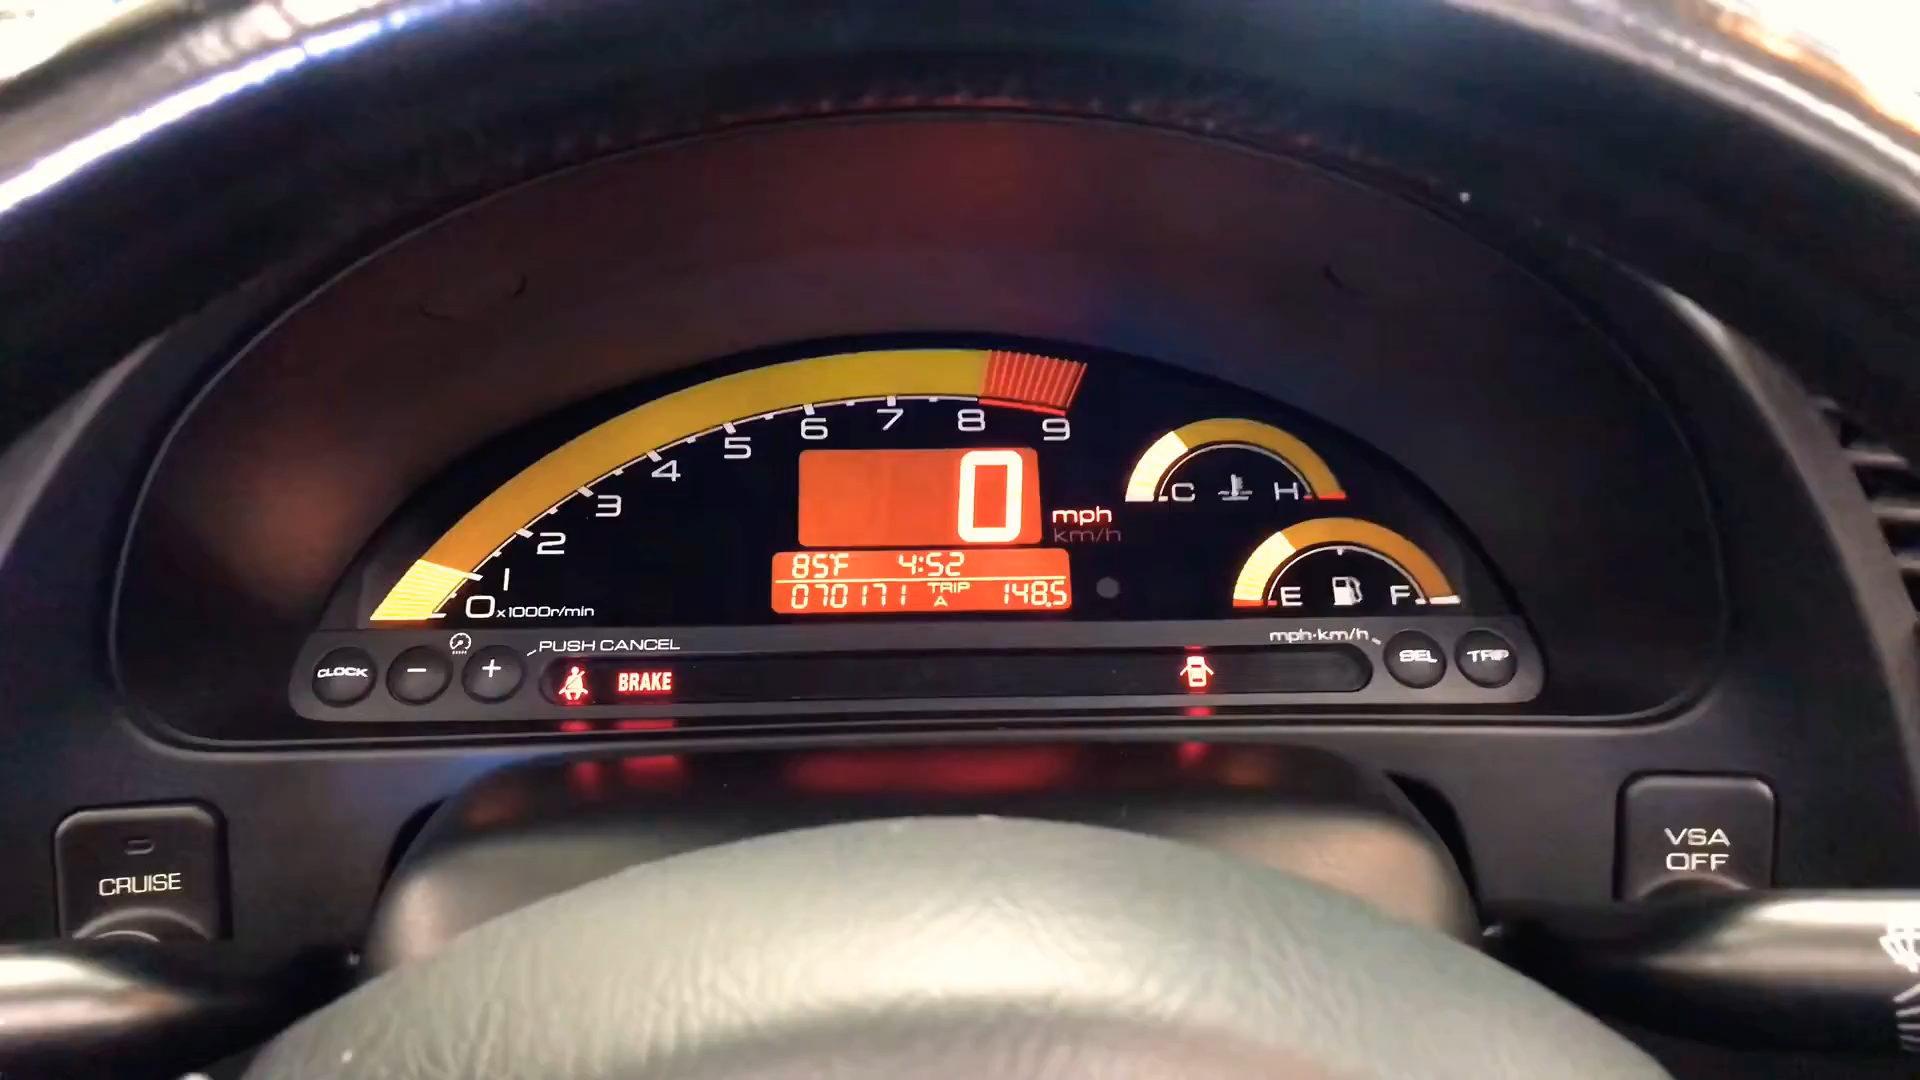 0 1 2 3 4 5 6 7 8 9
x1000r/min
0
mph
km/h
85°F 4:52
070171 TRIP A 148.5
C H
E F
PUSH CANCEL
mph·km/h
CLOCK - +
BRAKE
SEL TRIP
CRUISE
VSA
OFF